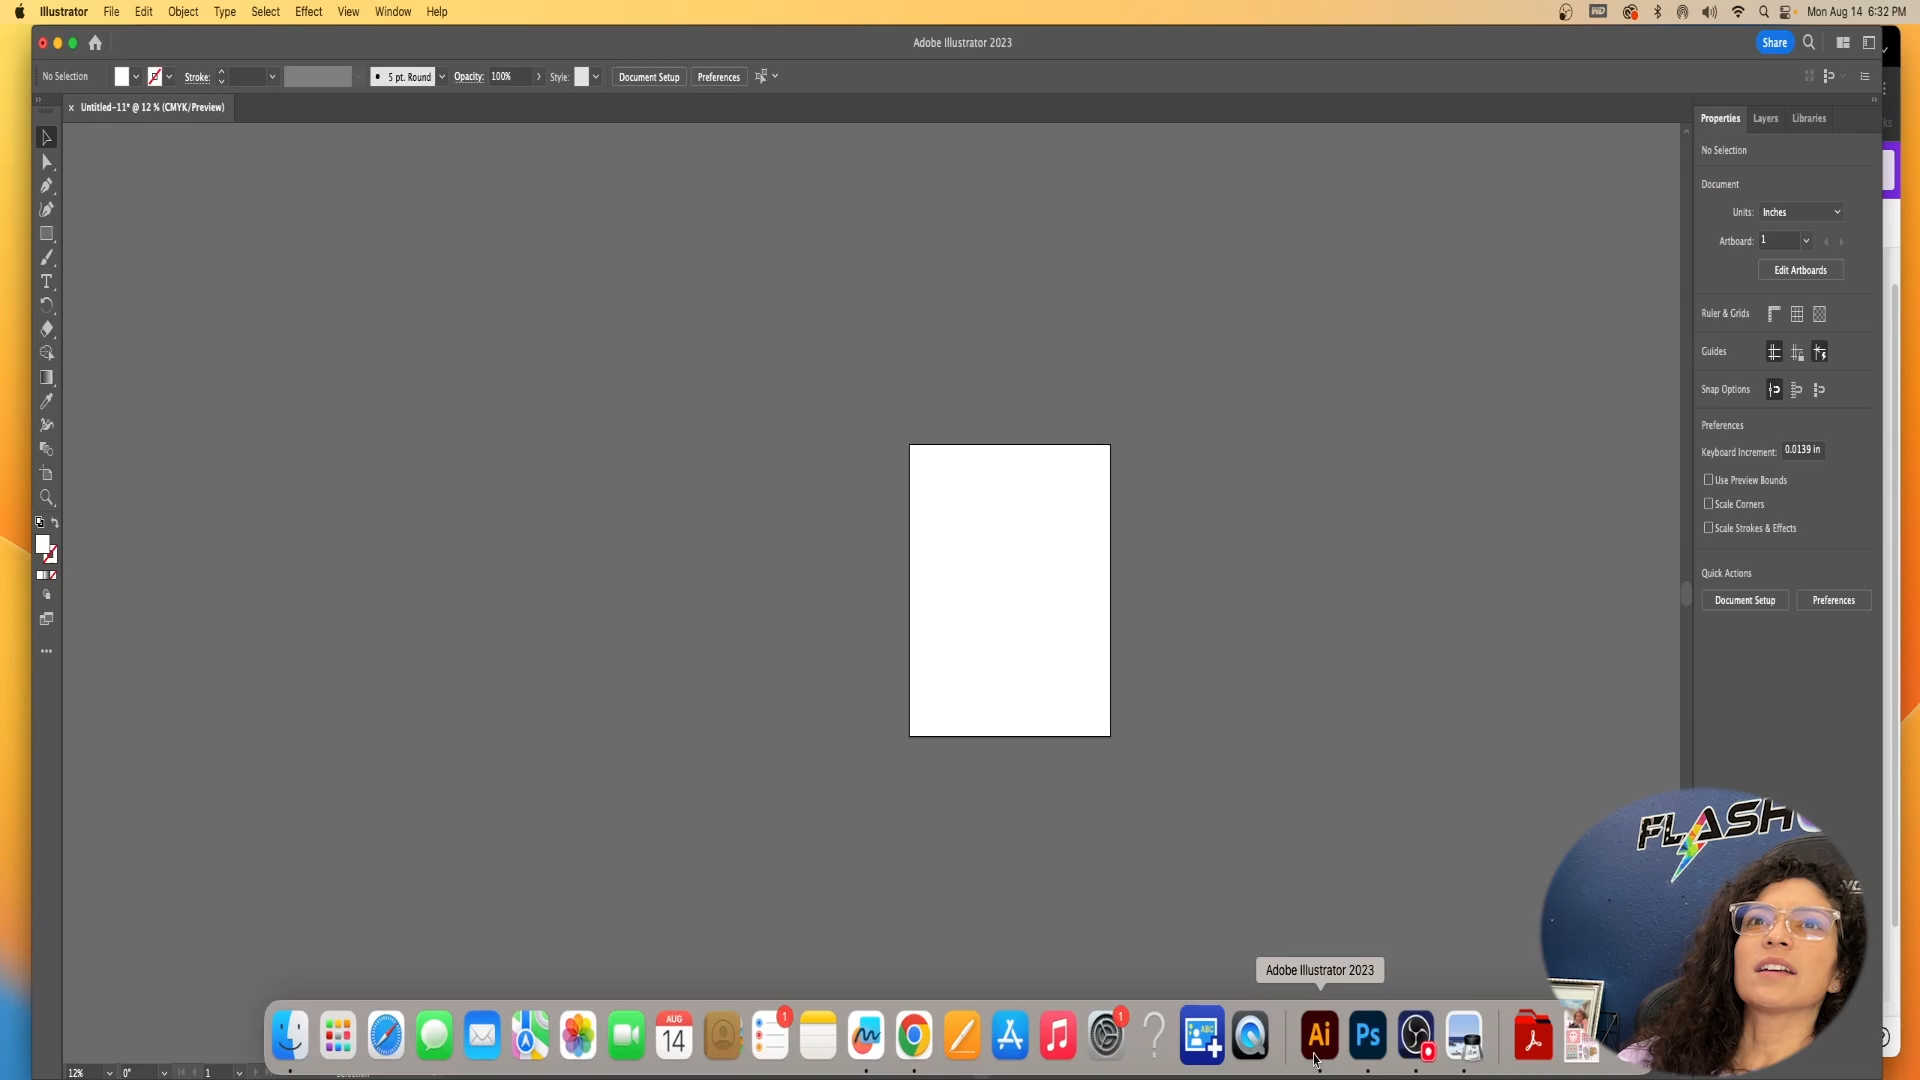 Illustrator File Edit Object Type Select Effect View Window Help
Mon Aug 14 6:32 PM
Adobe Illustrator 2023
Share
No Selection
Stroke:
5 pt. Round
Opacity: 100%
Style:
Document Setup
Preferences
× Untitled-11* @ 12 % (CMYK/Preview)
Properties Layers Libraries
No Selection
Document
Units: Inches
Artboard: 1
Edit Artboards
Ruler & Grids
Guides
Snap Options
Preferences
Keyboard Increment: 0.0139 in
Use Preview Bounds
Scale Corners
Scale Strokes & Effects
Quick Actions
Document Setup
Preferences
FLASH
Adobe Illustrator 2023
AUG
14
1
1
ABC
Ai
Ps
12%
0°
1